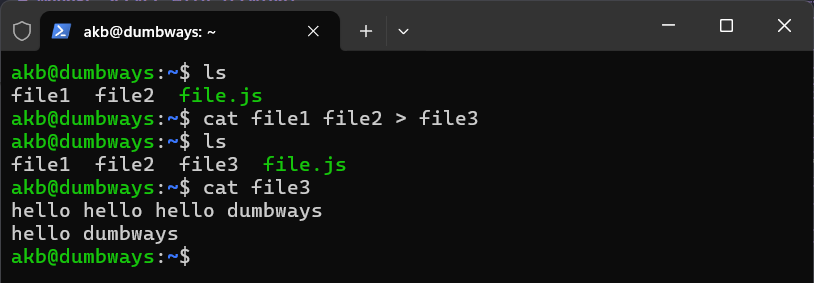 akb@dumbways: ~
akb@dumbways:~$ ls
file1  file2  file.js
akb@dumbways:~$ cat file1 file2 > file3
akb@dumbways:~$ ls
file1  file2  file3  file.js
akb@dumbways:~$ cat file3
hello hello hello dumbways
hello dumbways
akb@dumbways:~$